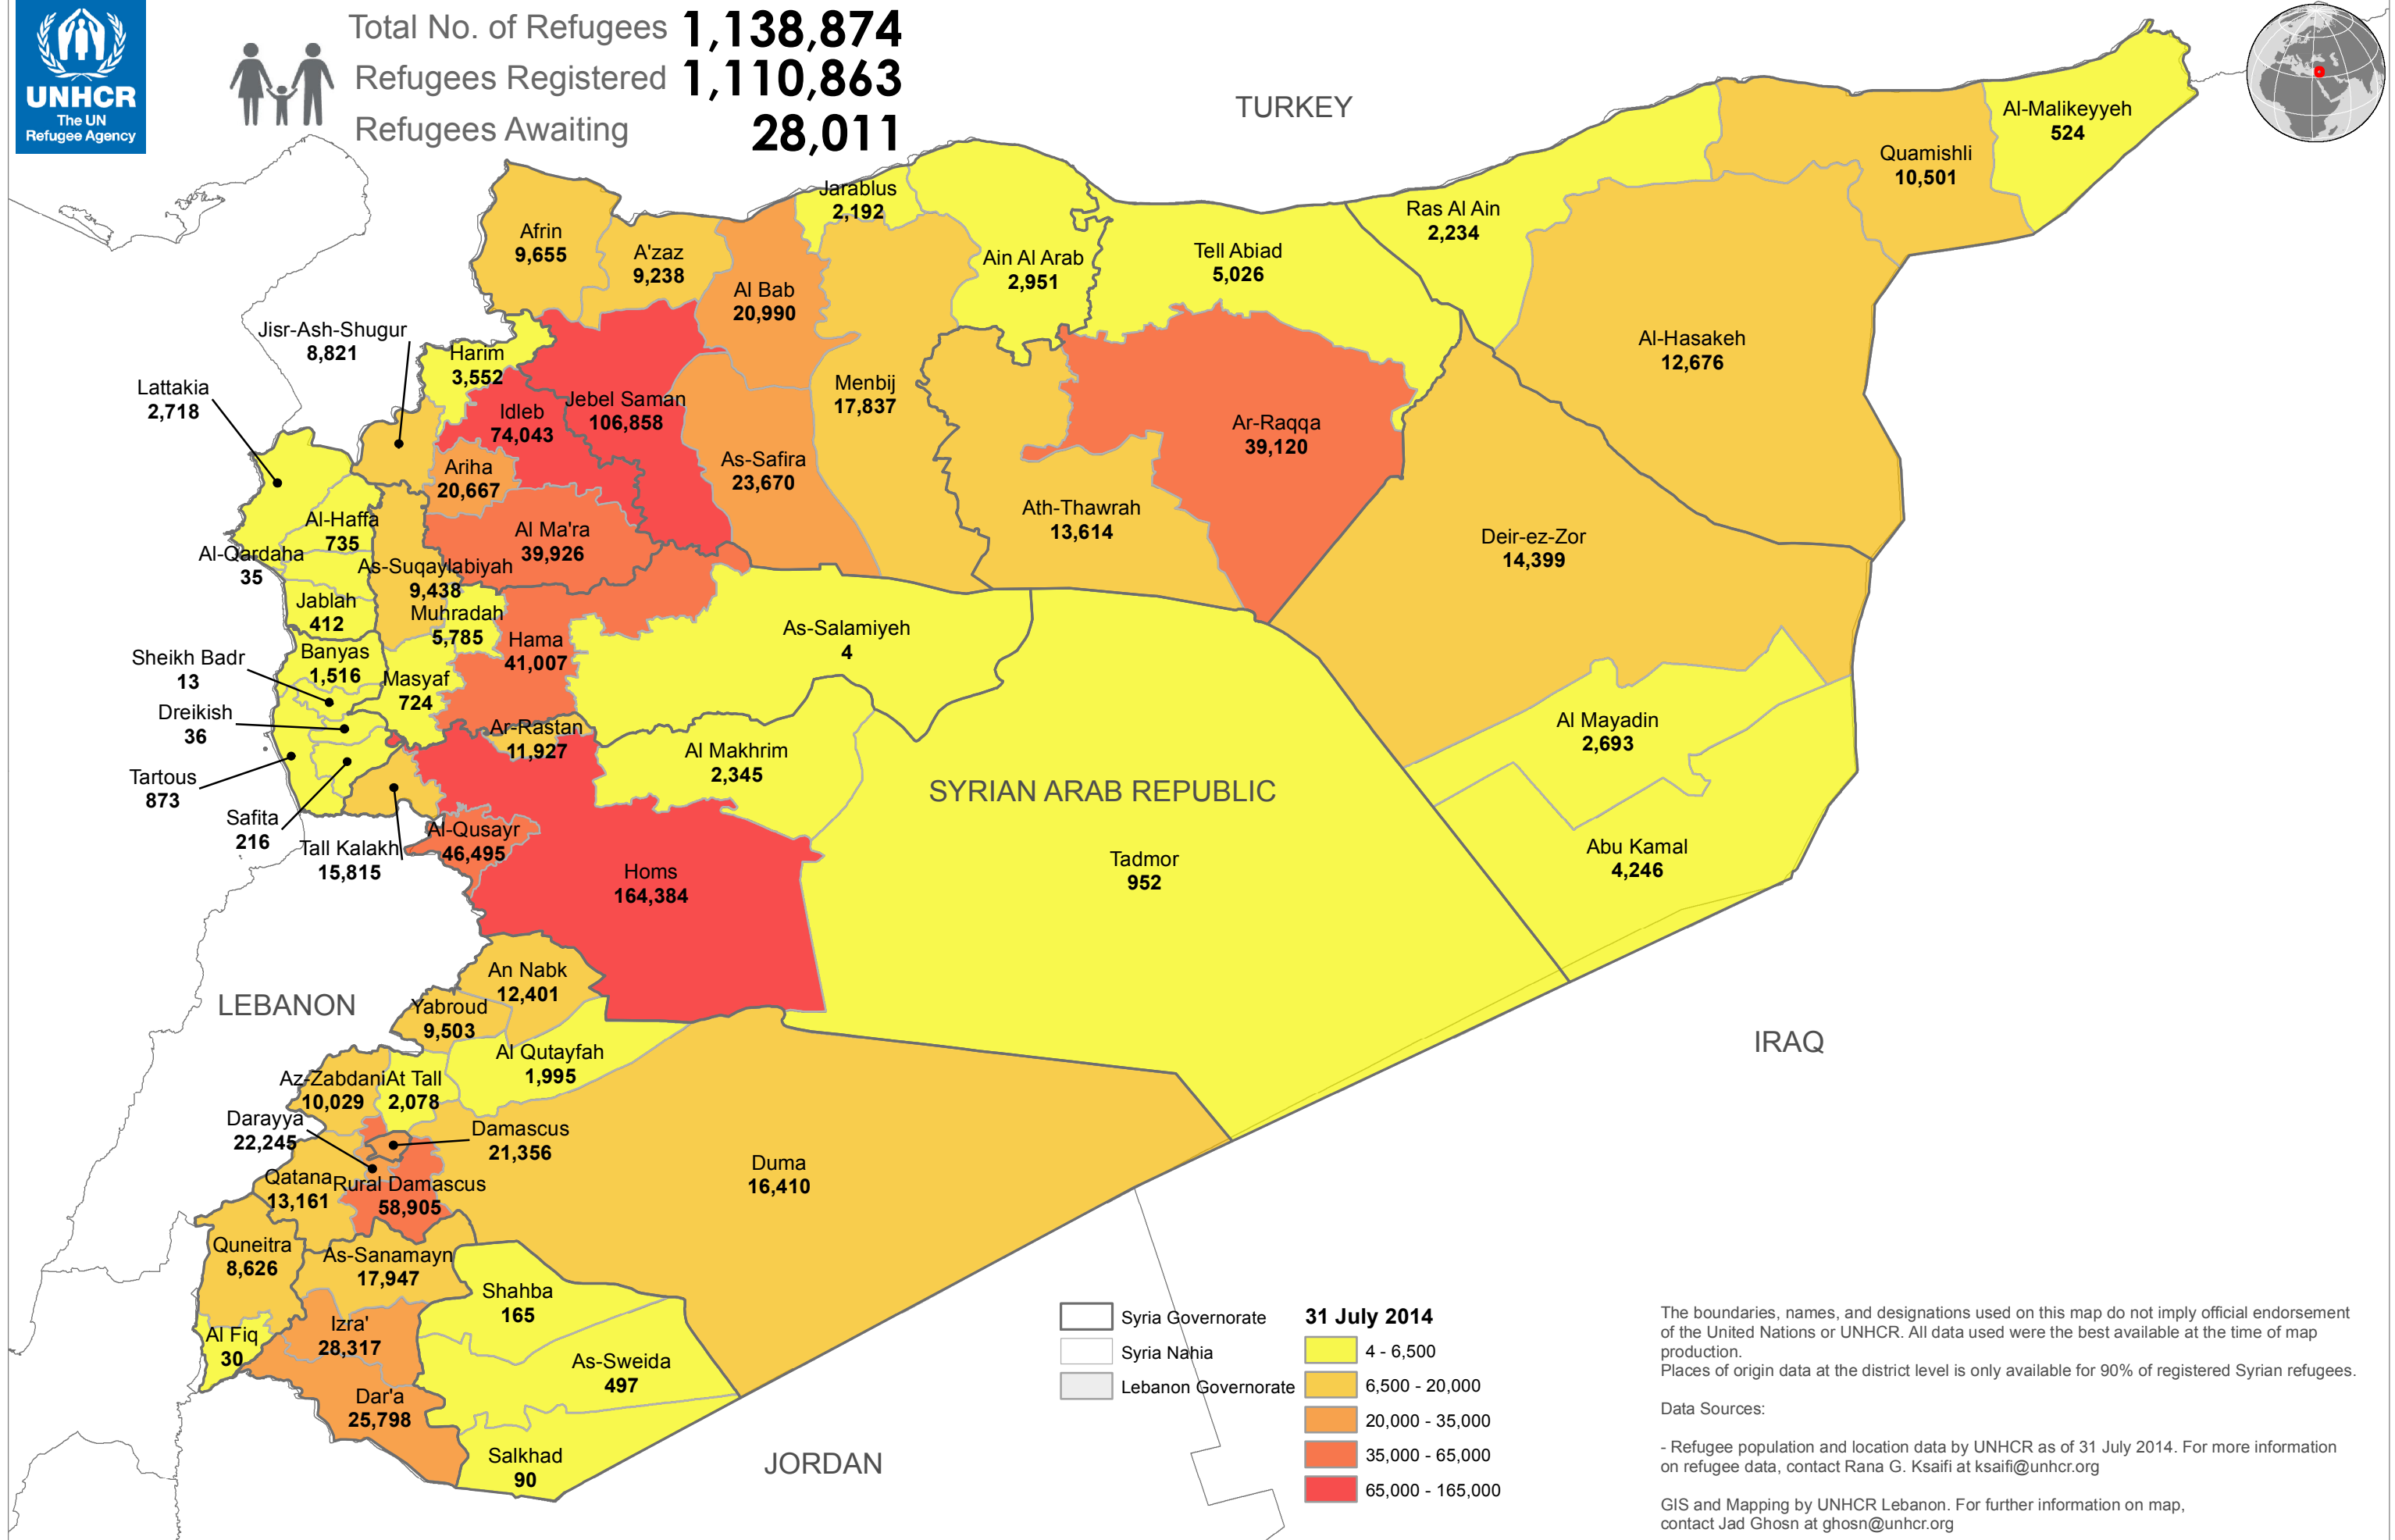 UNHCR
The UN
Refugee Agency
Total No. of Refugees 1,138,874
Refugees Registered 1,110,863
Refugees Awaiting 28,011
TURKEY
Al-Malikeyyeh
524
Quamishli
10,501
Jarablus
2,192
Ras Al Ain
2,234
Afrin
9,655
A'zaz
9,238
Ain Al Arab
2,951
Tell Abiad
5,026
Al Bab
20,990
Jisr-Ash-Shugur
8,821
Harim
3,552
Al-Hasakeh
12,676
Lattakia
2,718
Idleb
74,043
Jebel Saman
106,858
Menbij
17,837
Ar-Raqqa
39,120
Ariha
20,667
As-Safira
23,670
Al-Haffa
735
Al Ma'ra
39,926
Ath-Thawrah
13,614
Deir-ez-Zor
14,399
Al-Qardaha
35
As-Suqaylabiyah
9,438
Jablah
412
Muhradah
5,785
Hama
41,007
As-Salamiyeh
4
Sheikh Badr
13
Banyas
1,516
Masyaf
724
Dreikish
36
Ar-Rastan
11,927
Al Makhrim
2,345
Al Mayadin
2,693
Tartous
873
SYRIAN ARAB REPUBLIC
Safita
216
Tall Kalakh
15,815
Al-Qusayr
46,495
Homs
164,384
Tadmor
952
Abu Kamal
4,246
An Nabk
12,401
LEBANON
Yabroud
9,503
IRAQ
Al Qutayfah
1,995
Az-Zabdani
10,029
At Tall
2,078
Darayya
22,245
Damascus
21,356
Qatana
13,161
Rural Damascus
58,905
Duma
16,410
Quneitra
8,626
As-Sanamayn
17,947
Shahba
165
Al Fiq
30
Izra'
28,317
As-Sweida
497
Dar'a
25,798
Salkhad
90
JORDAN
Syria Governorate
Syria Nahia
Lebanon Governorate
31 July 2014
4 - 6,500
6,500 - 20,000
20,000 - 35,000
35,000 - 65,000
65,000 - 165,000
The boundaries, names, and designations used on this map do not imply official endorsement
of the United Nations or UNHCR. All data used were the best available at the time of map
production.
Places of origin data at the district level is only available for 90% of registered Syrian refugees.
Data Sources:
- Refugee population and location data by UNHCR as of 31 July 2014. For more information
on refugee data, contact Rana G. Ksaifi at ksaifi@unhcr.org
GIS and Mapping by UNHCR Lebanon. For further information on map,
contact Jad Ghosn at ghosn@unhcr.org